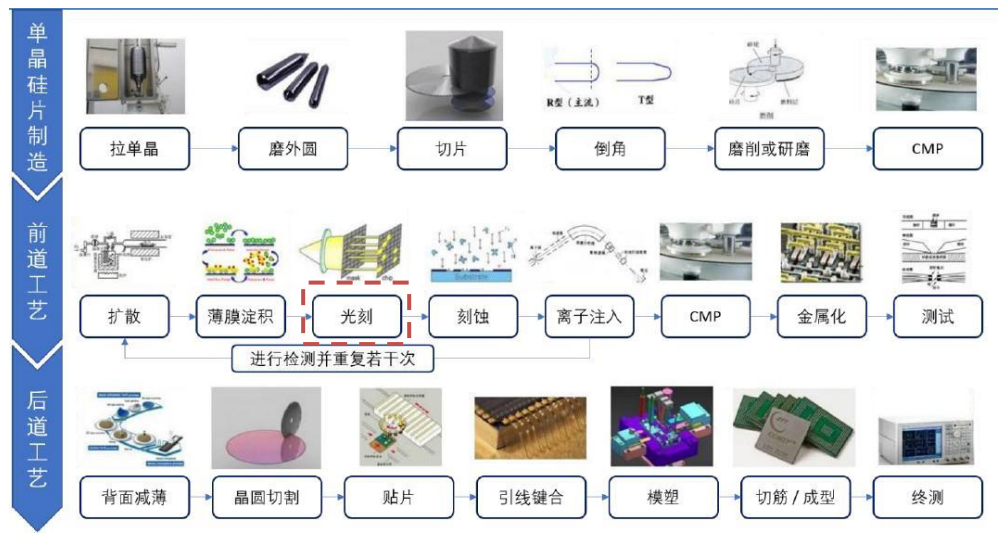 单晶硅片制造
R型（主流）
T型
拉单晶
磨外圆
切片
倒角
磨削或研磨
CMP
前道工艺
mask
chip
Substrate
扩散
薄膜淀积
光刻
刻蚀
离子注入
CMP
金属化
测试
进行检测并重复若干次
后道工艺
背面减薄
晶圆切割
贴片
引线键合
模塑
切筋 / 成型
终测